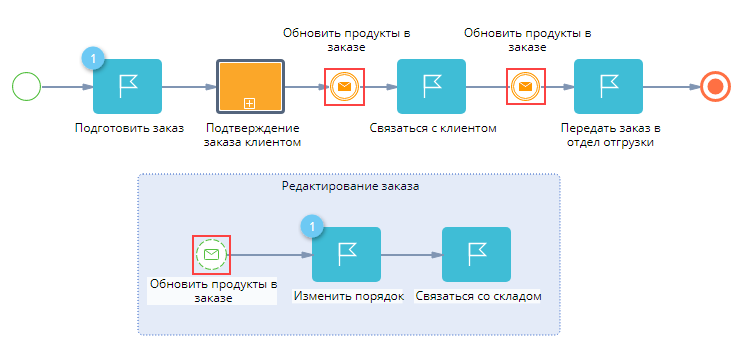 Обновить продукты в
заказе
Обновить продукты в
заказе
1
Подготовить заказ
Подтверждение
заказа клиентом
Связаться с клиентом
Передать заказ в
отдел отгрузки
Редактирование заказа
1
Обновить продукты в
заказе
Изменить порядок
Связаться со складом